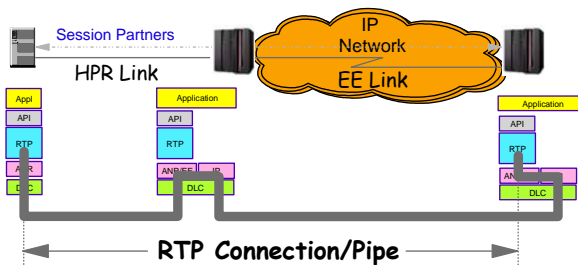 Session Partners
IP
Network
HPR Link
EE Link
Appl
API
RTP
ANR
DLC
Application
API
RTP
ANR/EE IP
DLC
Application
API
RTP
DLC
RTP Connection/Pipe